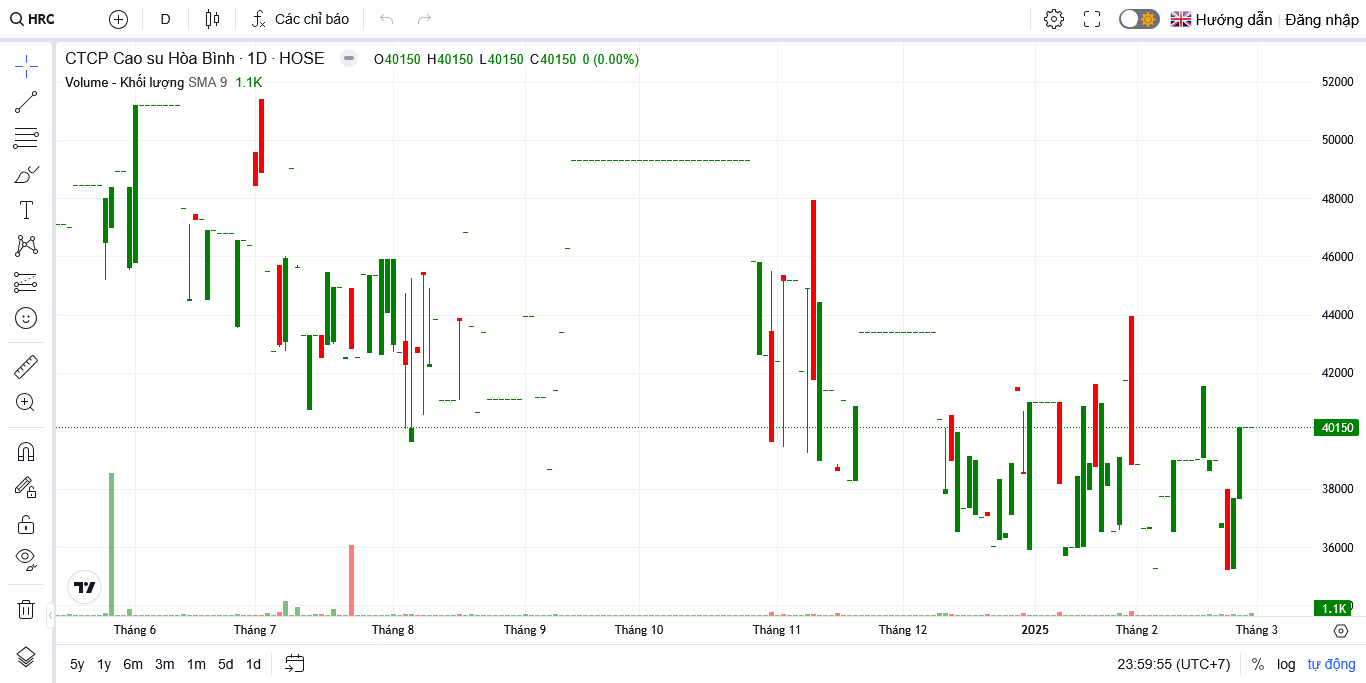 HRC D Các chỉ báo Hướng dẫn Đăng nhập
CTCP Cao su Hòa Bình · 1D · HOSE O40150 H40150 L40150 C40150 0 (0.00%)
Volume - Khối lượng SMA 9 1.1K
52000
50000
48000
46000
44000
42000
40150
38000
36000
1.1K
Tháng 6 Tháng 7 Tháng 8 Tháng 9 Tháng 10 Tháng 11 Tháng 12 2025 Tháng 2 Tháng 3
5y 1y 6m 3m 1m 5d 1d 23:59:55 (UTC+7) % log tự động